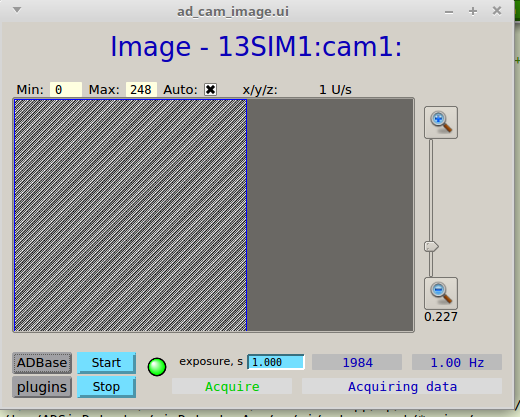 ad_cam_image.ui
Image - 13SIM1:cam1:
Min: 0 Max: 248 Auto: x/y/z: 1 U/s
0.227
ADBase Start exposure, s 1.000 1984 1.00 Hz
plugins Stop Acquire Acquiring data